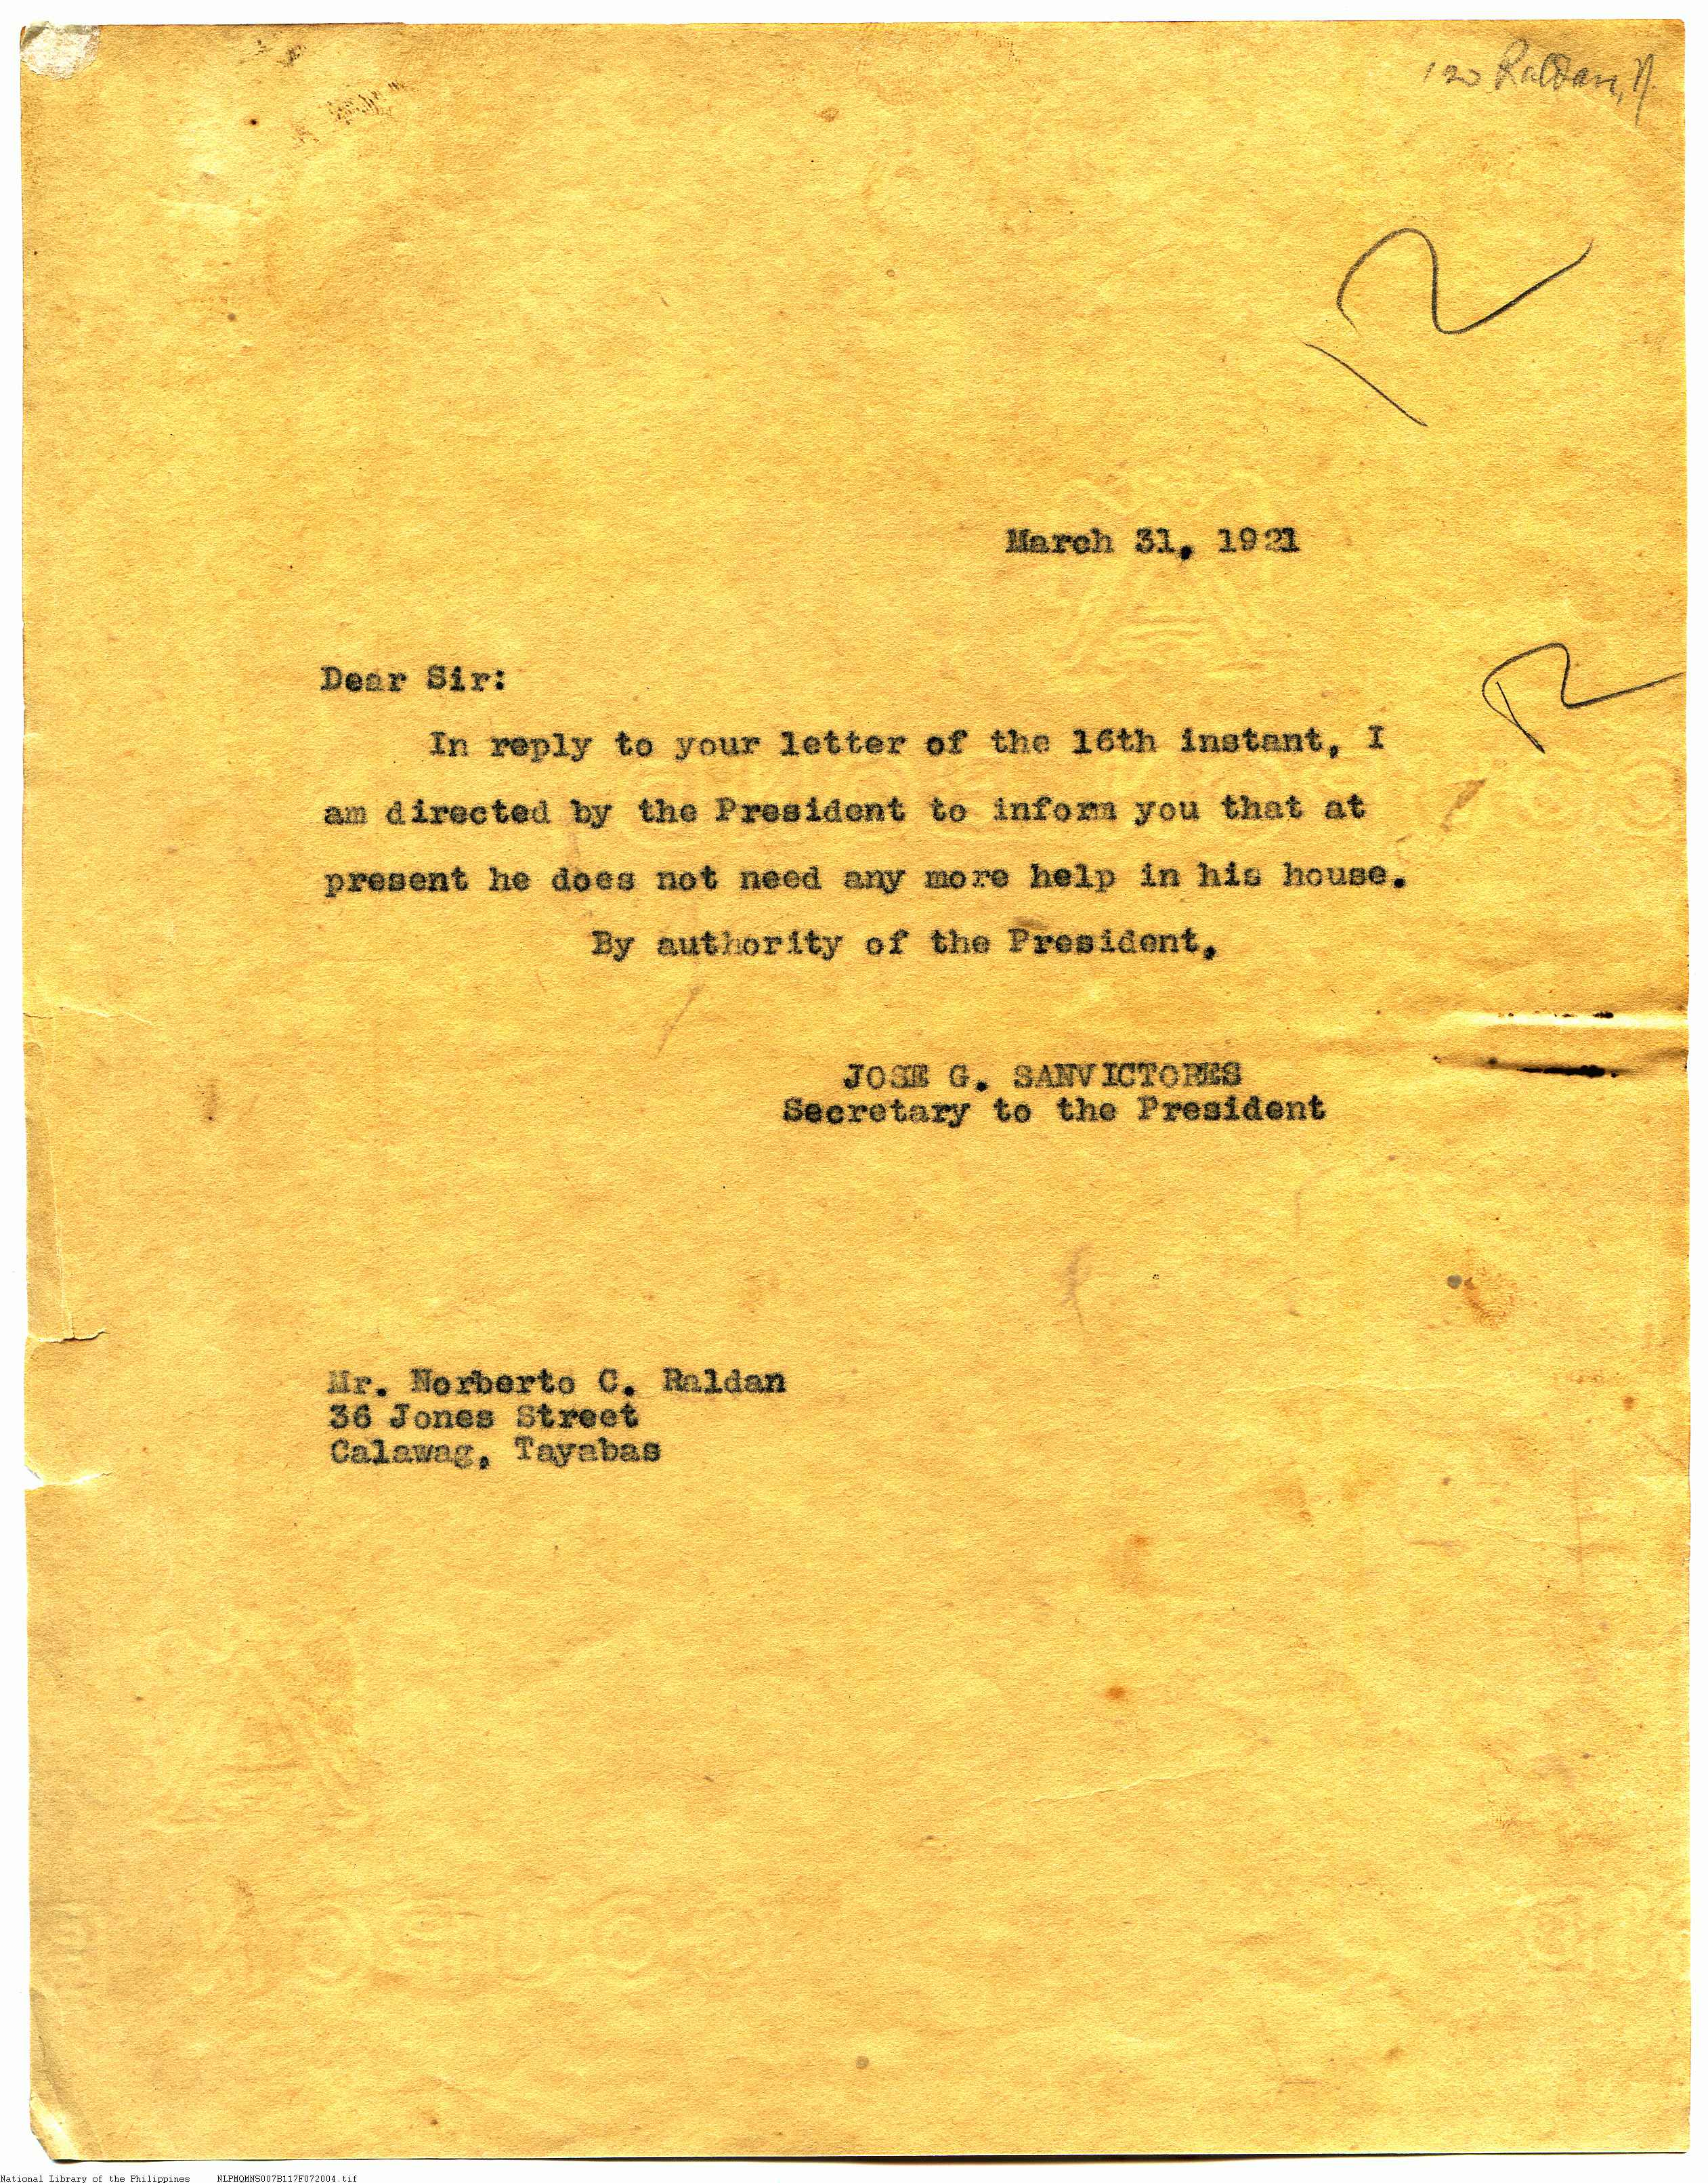 Raldan, N.
March 31, 1921
Dear Sir:
In reply to your letter of the 16th instant, I
am directed by the President to inform you that at
present he does not need any more help in his house.
By authority of the President,
JOSE G. SANVICTORES
Secretary to the President
Mr. Norberto C. Raldan
36 Jones Street
Calawag, Tayabas
National Library of the Philippines NLPMQMNS007B117F072004.tif